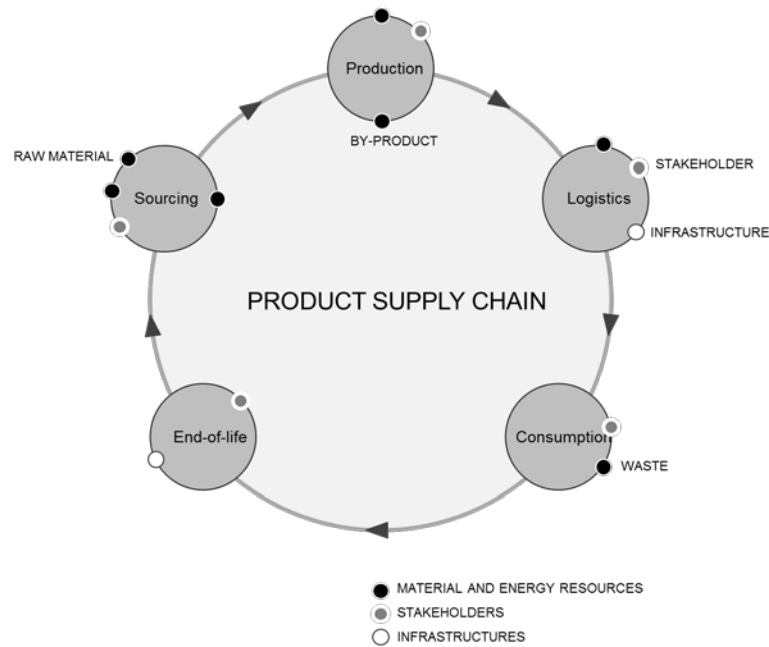 Production
BY-PRODUCT
RAW MATERIAL
Sourcing
Logistics
STAKEHOLDER
INFRASTRUCTURE
PRODUCT SUPPLY CHAIN
End-of-life
Consumption
WASTE
MATERIAL AND ENERGY RESOURCES
STAKEHOLDERS
INFRASTRUCTURES